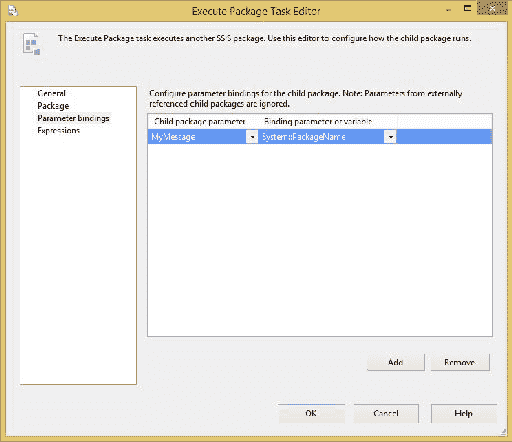 Execute Package Task Editor
The Execute Package task executes another SSIS package. Use this editor to configure how the child package runs.
General
Package
Parameter bindings
Expressions
Configure parameter bindings for the child package. Note: Parameters from externally
referenced child packages are ignored.
Child package parameter Binding parameter or variable
MyMessage System::PackageName
Add Remove
OK Cancel Help